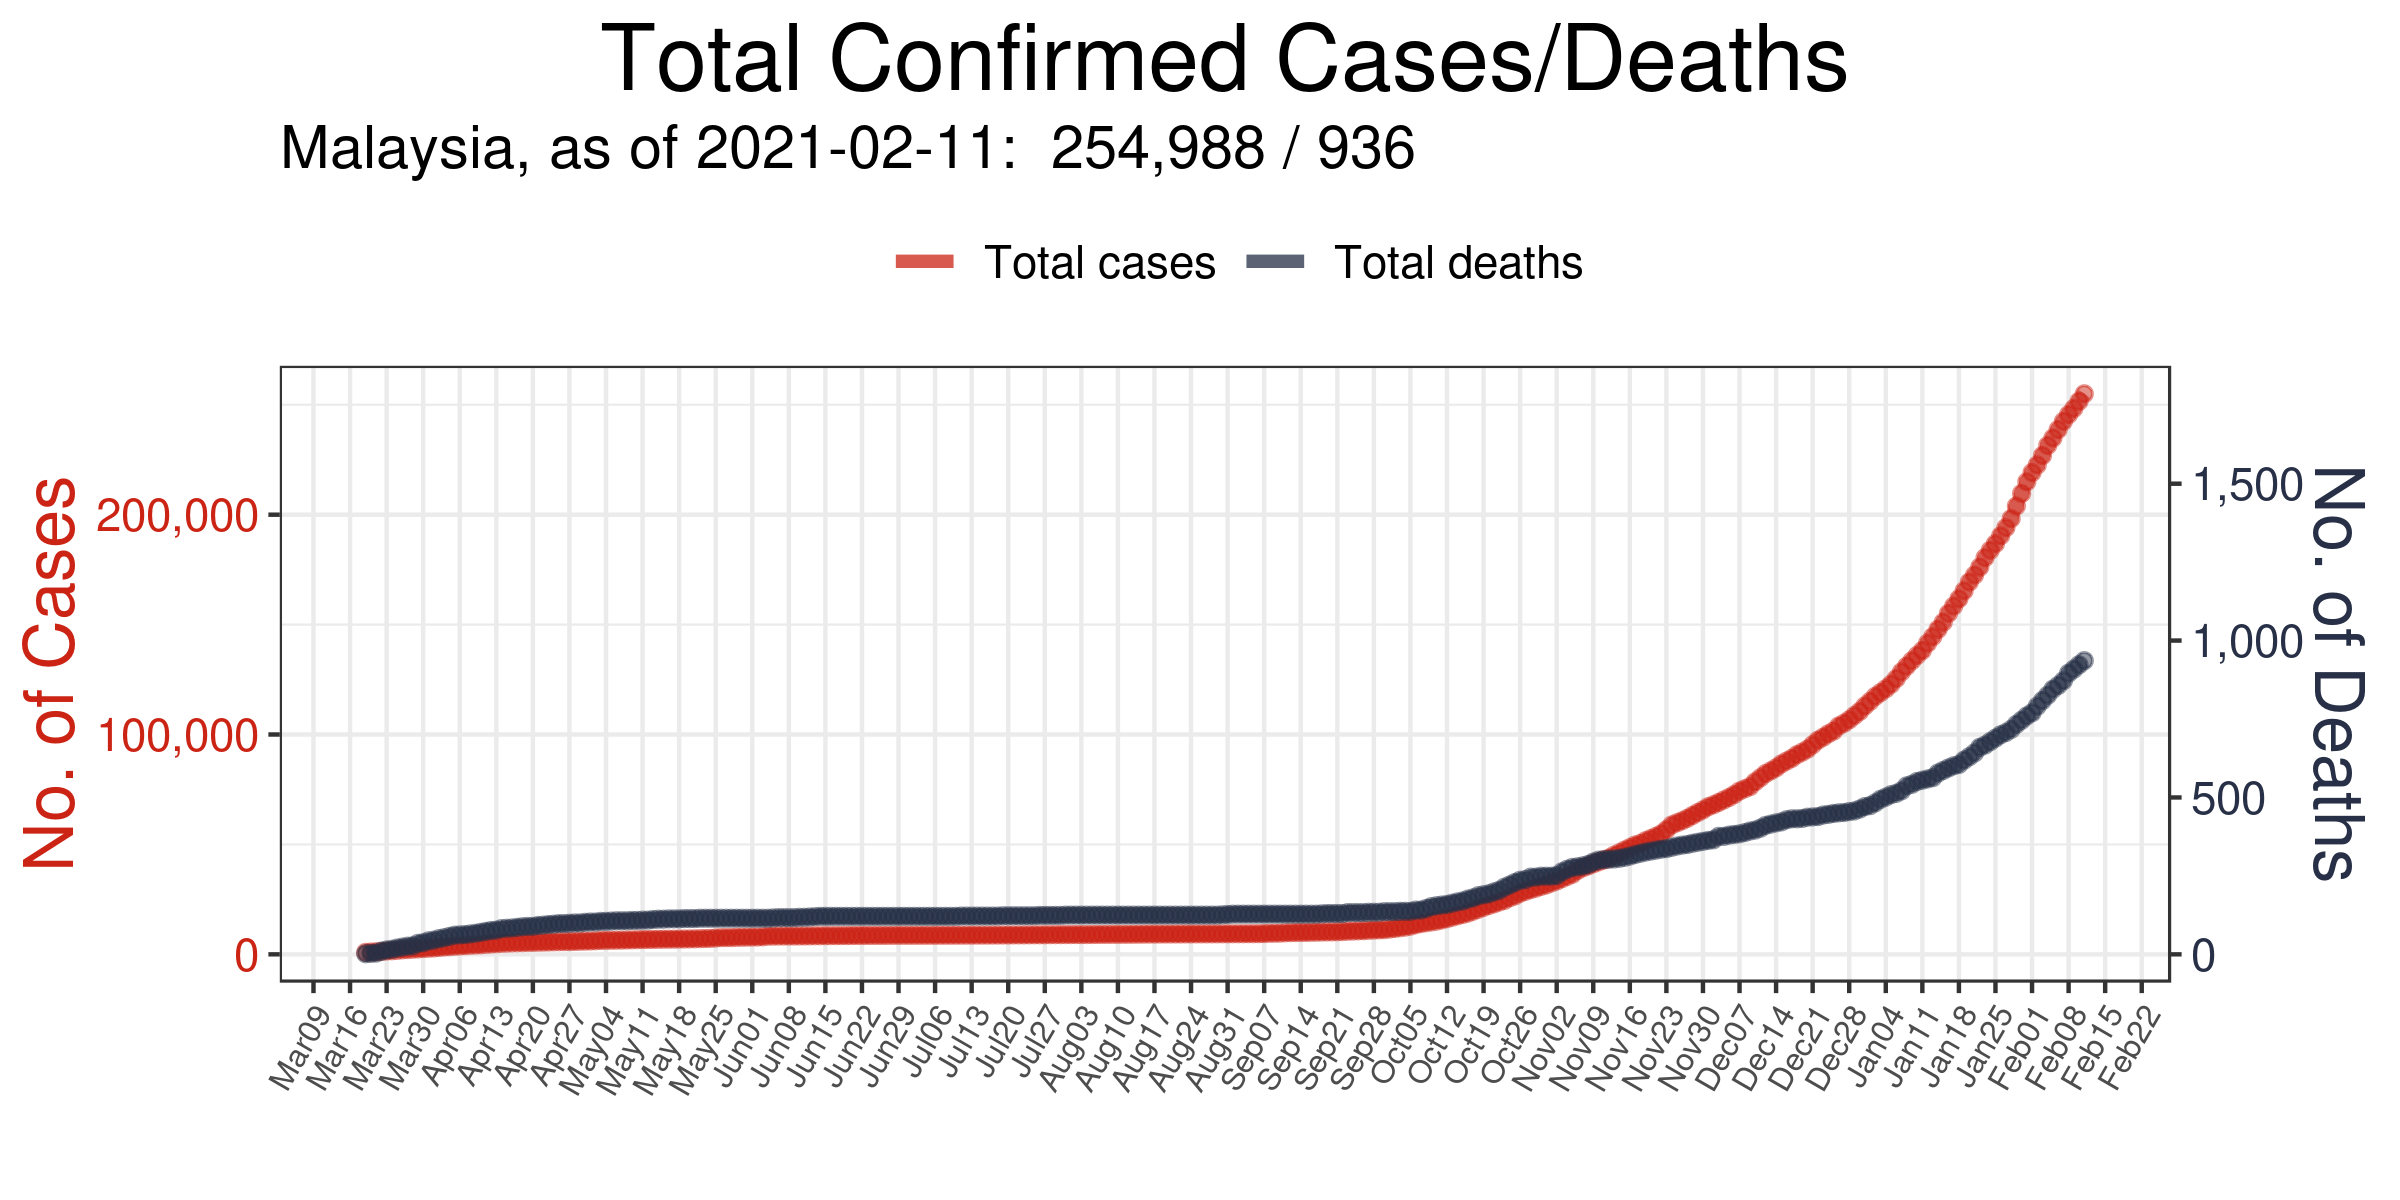 Total Confirmed Cases/Deaths
Malaysia, as of 2021-02-11:  254,988 / 936
Total cases
Total deaths
No. of Cases
200,000
100,000
0
1,500
1,000
500
0
No. of Deaths
Mar09
Mar16
Mar23
Mar30
Apr06
Apr13
Apr20
Apr27
May04
May11
May18
May25
Jun01
Jun08
Jun15
Jun22
Jun29
Jul06
Jul13
Jul20
Jul27
Aug03
Aug10
Aug17
Aug24
Aug31
Sep07
Sep14
Sep21
Sep28
Oct05
Oct12
Oct19
Oct26
Nov02
Nov09
Nov16
Nov23
Nov30
Dec07
Dec14
Dec21
Dec28
Jan04
Jan11
Jan18
Jan25
Feb01
Feb08
Feb15
Feb22